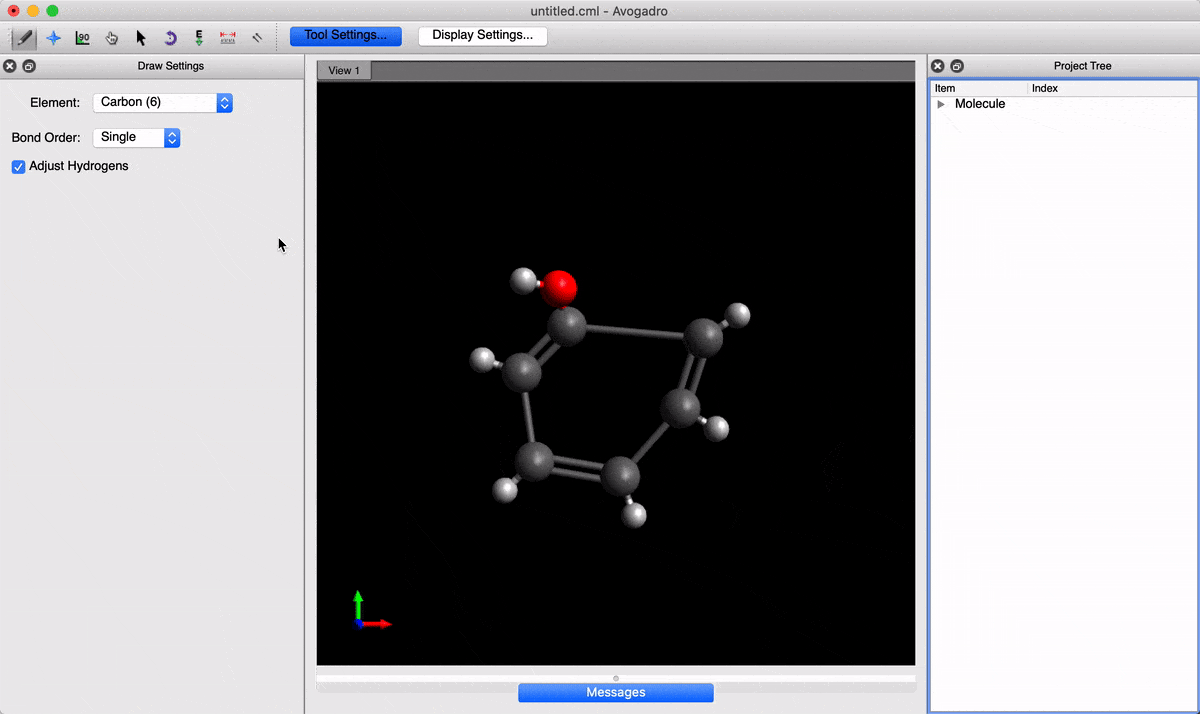 untitled.cml - Avogadro
90
E
Tool Settings...
Display Settings...
Draw Settings
View 1
Project Tree
Element:
Carbon (6)
Bond Order:
Single
Adjust Hydrogens
Item
Index
Molecule
Messages